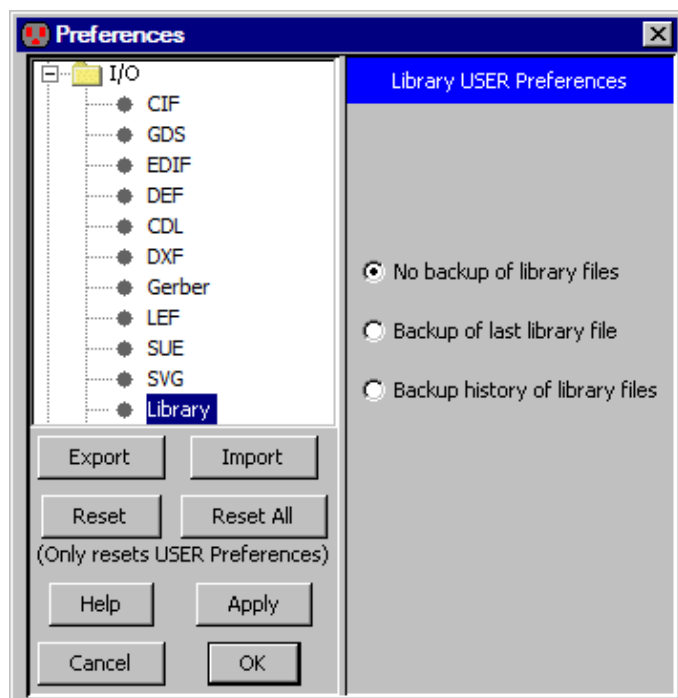 Preferences
I/O
CIF
GDS
EDIF
DEF
CDL
DXF
Gerber
LEF
SUE
SVG
Library
Export Import
Reset Reset All
(Only resets USER Preferences)
Help Apply
Cancel OK
Library USER Preferences
No backup of library files
Backup of last library file
Backup history of library files